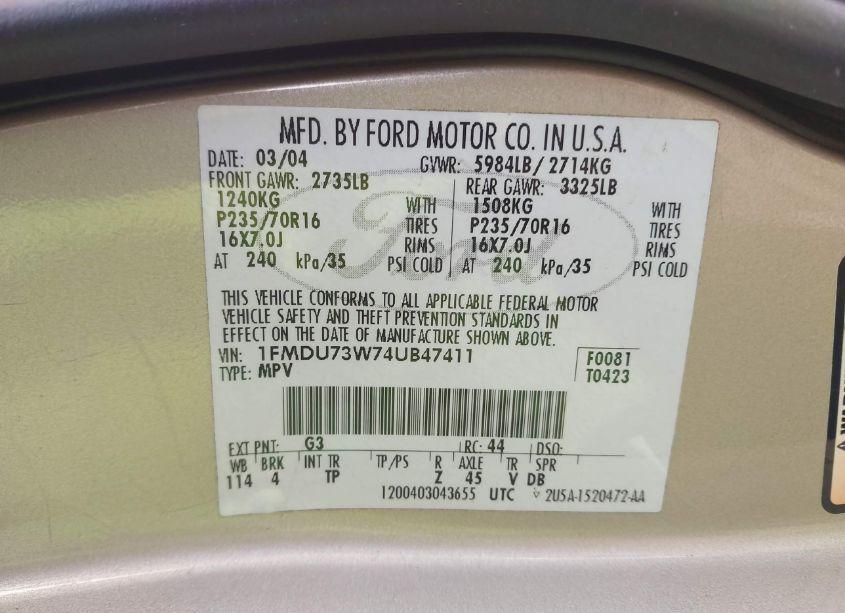 MFD. BY FORD MOTOR CO. IN U.S.A.
DATE: 03/04 GVWR: 5984LB / 2714KG
FRONT GAWR: 2735LB REAR GAWR: 3325LB
1240KG WITH 1508KG WITH
P235/70R16 TIRES P235/70R16 TIRES
16X7.0J RIMS 16X7.0J RIMS
AT 240 kPa/35 PSI COLD AT 240 kPa/35 PSI COLD
Ford
THIS VEHICLE CONFORMS TO ALL APPLICABLE FEDERAL MOTOR
VEHICLE SAFETY AND THEFT PREVENTION STANDARDS IN
EFFECT ON THE DATE OF MANUFACTURE SHOWN ABOVE.
VIN: 1FMDU73W74UB47411 F0081
TYPE: MPV T0423
EXT PNT: G3 RC: 44 DSO:
WB BRK INT TR TP/PS R AXLE TR SPR
114 4 TP Z 45 V DB
1200403043655 UTC 2U5A-1520472-AA